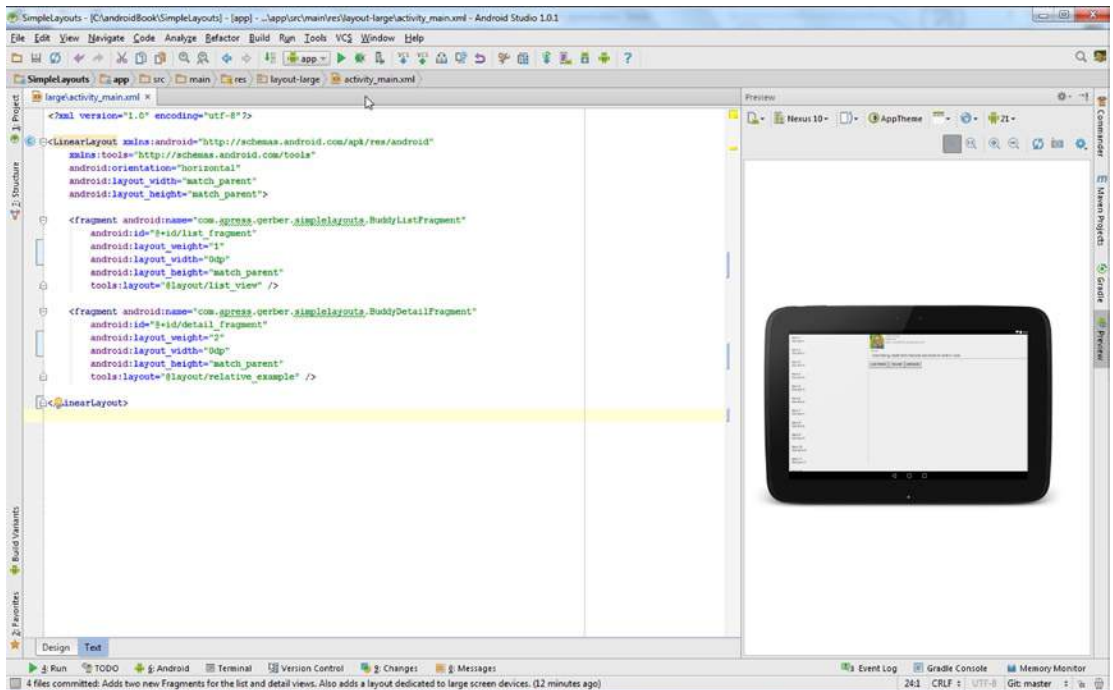 SimpleLayouts - [C:\androidBook\SimpleLayouts] - [app] - ...\app\src\main\res\layout-large\activity_main.xml - Android Studio 1.0.1
File Edit View Navigate Code Analyze Refactor Build Run Tools VCS Window Help
app
SimpleLayouts app src main res layout-large activity_main.xml
large\activity_main.xml
Preview
Nexus 10 AppTheme 21
<?xml version="1.0" encoding="utf-8"?>
<LinearLayout xmlns:android="http://schemas.android.com/apk/res/android"
xmlns:tools="http://schemas.android.com/tools"
android:orientation="horizontal"
android:layout_width="match_parent"
android:layout_height="match_parent">
<fragment android:name="com.apress.gerber.simplelayouts.BuddyListFragment"
android:id="@+id/list_fragment"
android:layout_weight="1"
android:layout_width="0dp"
android:layout_height="match_parent"
tools:layout="@layout/list_view" />
<fragment android:name="com.apress.gerber.simplelayouts.BuddyDetailFragment"
android:id="@+id/detail_fragment"
android:layout_weight="2"
android:layout_width="0dp"
android:layout_height="match_parent"
tools:layout="@layout/relative_example" />
</LinearLayout>
1: Project
7: Structure
Build Variants
2: Favorites
Commander
Maven Projects
Gradle
Preview
Design Text
4: Run TODO 6: Android Terminal Version Control 9: Changes 0: Messages Event Log Gradle Console Memory Monitor
4 files committed: Adds two new Fragments for the list and detail views. Also adds a layout dedicated to large screen devices. (12 minutes ago) 24:1 CRLF UTF-8 Git: master